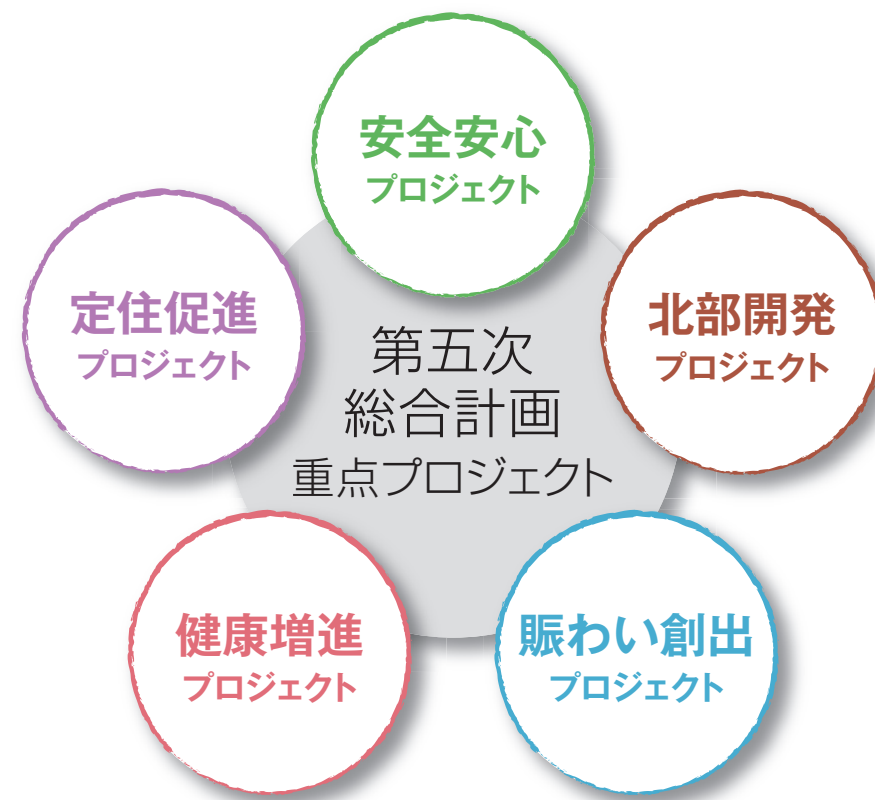 安全安心
プロジェクト
定住促進
プロジェクト
北部開発
プロジェクト
第五次
総合計画
重点プロジェクト
健康増進
プロジェクト
賑わい創出
プロジェクト